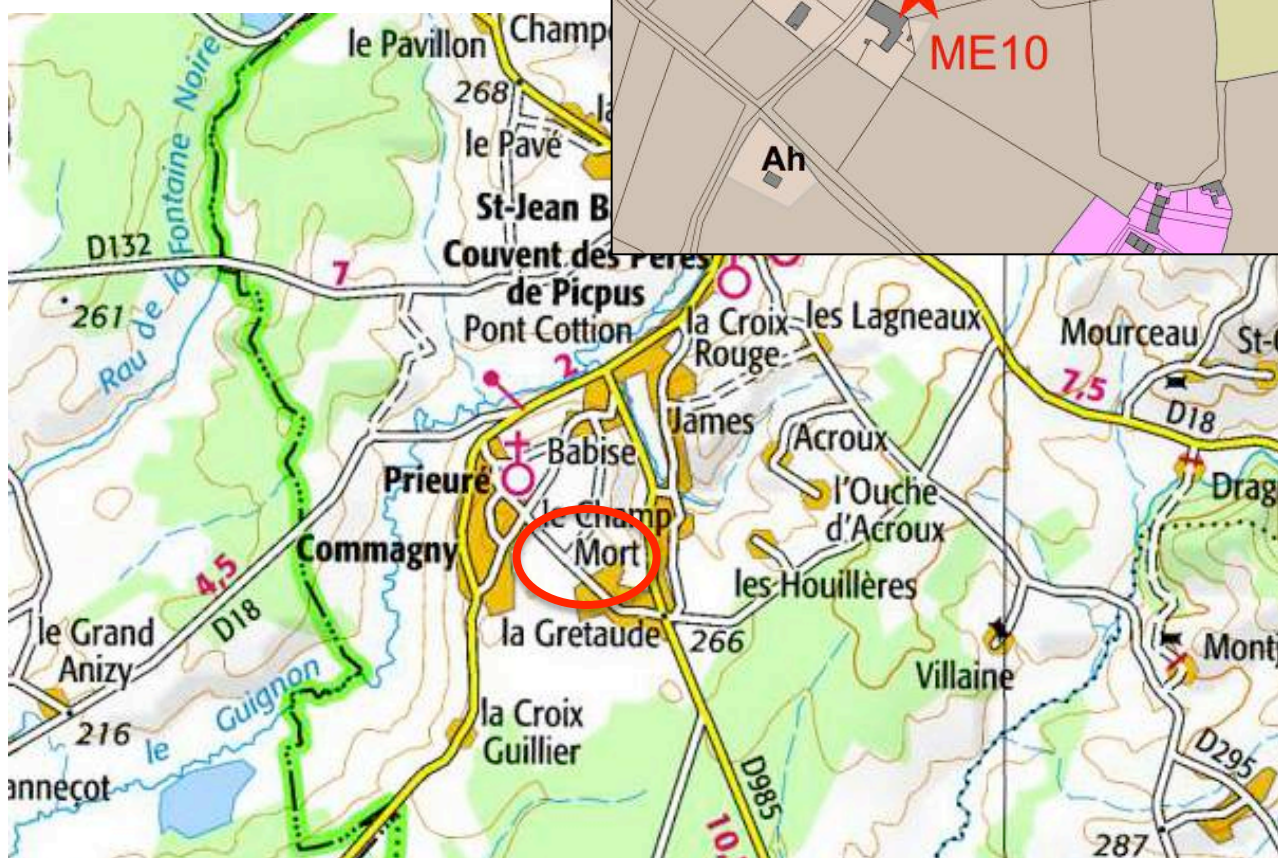 le Pavillon
ME10
268
Rau de la Fontaine Noire
le Pavé
Ah
St-Jean
D132
Couvent des Pères
de Picpus
7
261
Pont Cottion
la Croix
Rouge
les Lagneaux
Mourceau
2
7,5
D18
James
Acroux
Babise
Prieuré
l'Ouche
d'Acroux
le Champ
Mort
Commagny
4,5
les Houillères
D18
le Grand
Anizy
la Gretaude
266
Villaine
Guignon
le
la Croix
Guillier
216
D985
D295
287